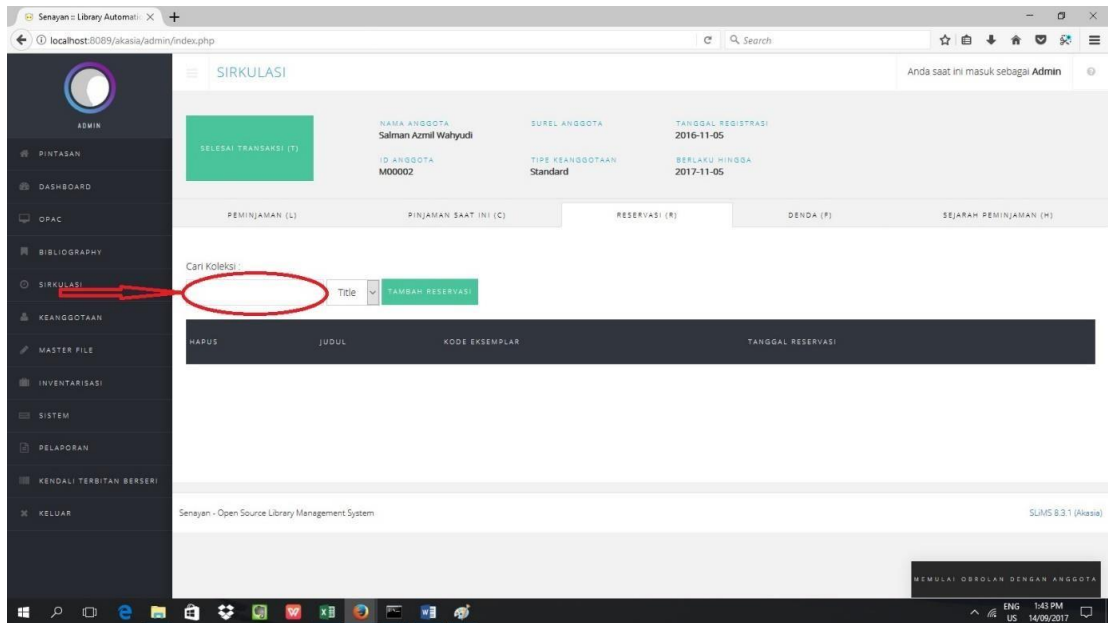 Senayan :: Library Automati
localhost:8089/akasia/admin/index.php
Search
ADMIN
PINTASAN
DASHBOARD
OPAC
BIBLIOGRAPHY
SIRKULASI
KEANGGOTAAN
MASTER FILE
INVENTARISASI
SISTEM
PELAPORAN
KENDALI TERBITAN BERSERI
KELUAR
SIRKULASI
Anda saat ini masuk sebagai Admin
SELESAI TRANSAKSI (T)
NAMA ANGGOTA SUREL ANGGOTA TANGGAL REGISTRASI
Salman Azmil Wahyudi 2016-11-05
ID ANGGOTA TIPE KEANGGOTAAN BERLAKU HINGGA
M00002 Standard 2017-11-05
PEMINJAMAN (L) PINJAMAN SAAT INI (C) RESERVASI (R) DENDA (F) SEJARAH PEMINJAMAN (H)
Cari Koleksi :
Title TAMBAH RESERVASI
HAPUS JUDUL KODE EKSEMPLAR TANGGAL RESERVASI
Senayan - Open Source Library Management System SLiMS 8.3.1 (Akasia)
MEMULAI OBROLAN DENGAN ANGGOTA
ENG 1:43 PM
US 14/09/2017